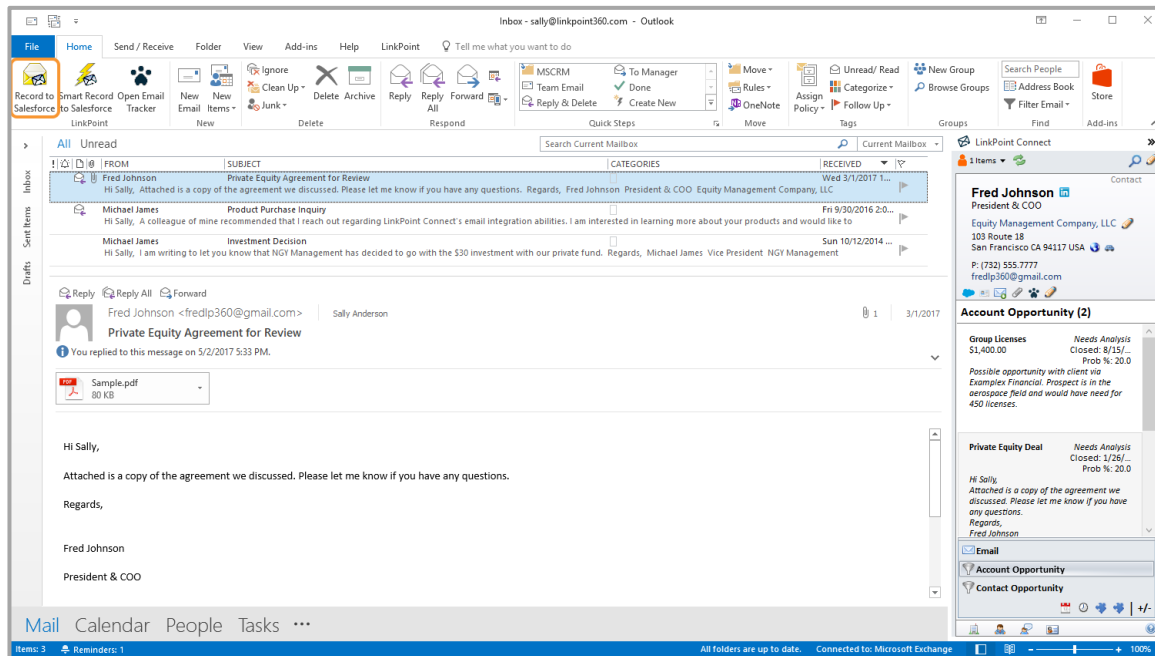 Inbox - sally@linkpoint360.com - Outlook
File Home Send / Receive Folder View Add-ins Help LinkPoint Tell me what you want to do
Record to Salesforce
Smart Record to Salesforce
Open Email Tracker
LinkPoint
New Email
New Items
New
Ignore
Clean Up
Junk
Delete
Archive
Delete
Reply
Reply All
Forward
Respond
MSCRM
Team Email
Reply & Delete
To Manager
Done
Create New
Quick Steps
Move
Rules
OneNote
Move
Assign Policy
Unread/ Read
Categorize
Follow Up
Tags
New Group
Browse Groups
Groups
Search People
Address Book
Filter Email
Find
Store
Add-ins
Inbox
Sent Items
Drafts
All Unread
Search Current Mailbox
Current Mailbox
FROM SUBJECT CATEGORIES RECEIVED
Fred Johnson Private Equity Agreement for Review Wed 3/1/2017 1...
Hi Sally, Attached is a copy of the agreement we discussed. Please let me know if you have any questions. Regards, Fred Johnson President & COO Equity Management Company, LLC
Michael James Product Purchase Inquiry Fri 9/30/2016 2:0...
Hi Sally, A colleague of mine recommended that I reach out regarding LinkPoint Connect's email integration abilities. I am interested in learning more about your products and would like to
Michael James Investment Decision Sun 10/12/2014 ...
Hi Sally, I am writing to let you know that NGY Management has decided to go with the $30 investment with our private fund. Regards, Michael James Vice President NGY Management
Reply Reply All Forward
Fred Johnson <fredlp360@gmail.com> Sally Anderson 1 3/1/2017
Private Equity Agreement for Review
You replied to this message on 5/2/2017 5:33 PM.
PDF
Sample.pdf
80 KB
Hi Sally,
Attached is a copy of the agreement we discussed. Please let me know if you have any questions.
Regards,
Fred Johnson
President & COO
LinkPoint Connect
1 Items
Contact
Fred Johnson in
President & COO
Equity Management Company, LLC
103 Route 18
San Francisco CA 94117 USA
P: (732) 555.7777
fredlp360@gmail.com
Account Opportunity (2)
Group Licenses Needs Analysis
$1,400.00 Closed: 8/15/...
Prob %: 20.0
Possible opportunity with client via
Examplex Financial. Prospect is in the
aerospace field and would have need for
450 licenses.
Private Equity Deal Needs Analysis
Closed: 1/26/...
Prob %: 20.0
Hi Sally,
Attached is a copy of the agreement we
discussed. Please let me know if you have
any questions.
Regards,
Fred Johnson
Email
Account Opportunity
Contact Opportunity
+/-
Mail Calendar People Tasks •••
Items: 3 Reminders: 1 All folders are up to date. Connected to: Microsoft Exchange 100%